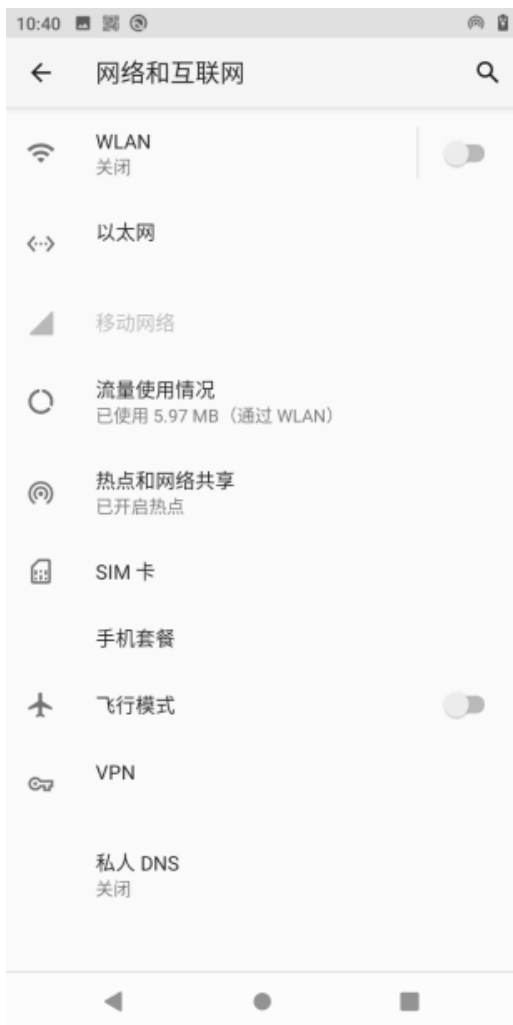 10:40
网络和互联网
WLAN
关闭
以太网
移动网络
流量使用情况
已使用 5.97 MB（通过 WLAN）
热点和网络共享
已开启热点
SIM 卡
手机套餐
飞行模式
VPN
私人 DNS
关闭